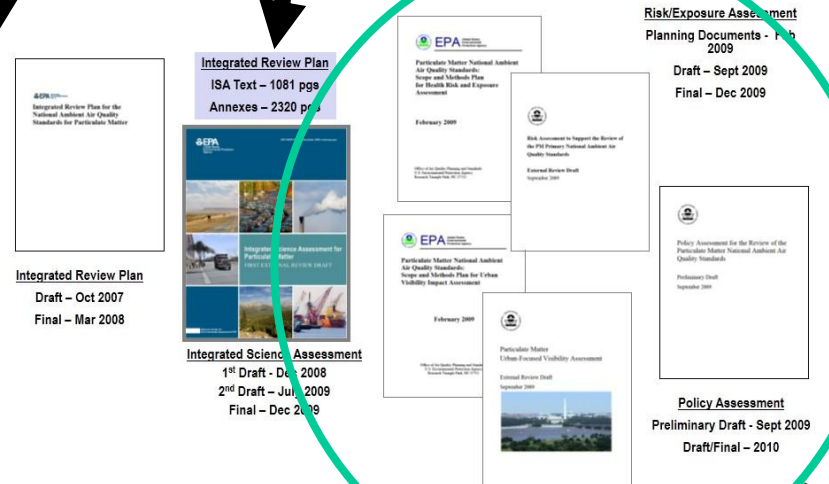 EPA
Integrated Review Plan for the
National Ambient Air Quality
Standards for Particulate Matter
Integrated Review Plan
Draft – Oct 2007
Final – Mar 2008
Integrated Review Plan
ISA Text – 1081 pgs
Annexes – 2320 pgs
EPA
Integrated Science Assessment for
Particulate Matter
FIRST EXTERNAL REVIEW DRAFT
Integrated Science Assessment
1st Draft - Dec 2008
2nd Draft – July 2009
Final – Dec 2009
EPA
Particulate Matter National Ambient
Air Quality Standards:
Scope and Methods Plan
for Health Risk and Exposure
Assessment
February 2009
Risk Assessment to Support the Review of
the PM Primary National Ambient Air
Quality Standards
External Review Draft
September 2009
EPA
Particulate Matter National Ambient
Air Quality Standards:
Scope and Methods Plan for Urban
Visibility Impact Assessment
February 2009
Particulate Matter
Urban-Focused Visibility Assessment
External Review Draft
September 2009
Risk/Exposure Assessment
Planning Documents - Feb
2009
Draft – Sept 2009
Final – Dec 2009
Policy Assessment for the Review of the
Particulate Matter National Ambient Air
Quality Standards
Preliminary Draft
September 2009
Policy Assessment
Preliminary Draft - Sept 2009
Draft/Final – 2010